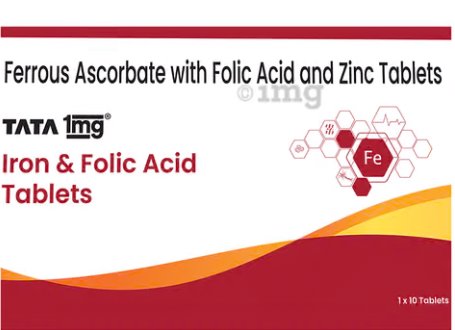 Ferrous Ascorbate with Folic Acid and Zinc Tablets
©1mg
TATA 1mg®
Iron & Folic Acid
Tablets
Fe
1 x 10 Tablets